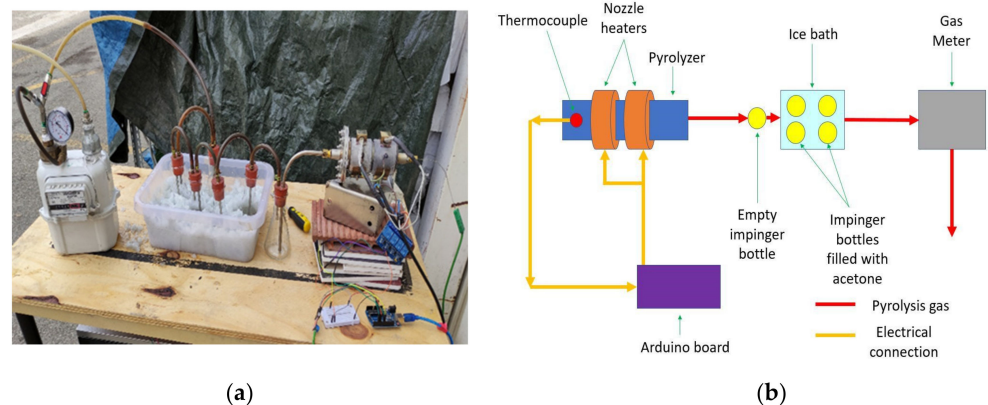 Thermocouple
Nozzle
heaters
Pyrolyzer
Ice bath
Gas
Meter
Empty
impinger
bottle
Impinger
bottles
filled with
acetone
Arduino board
Pyrolysis gas
Electrical
connection
(a)
(b)